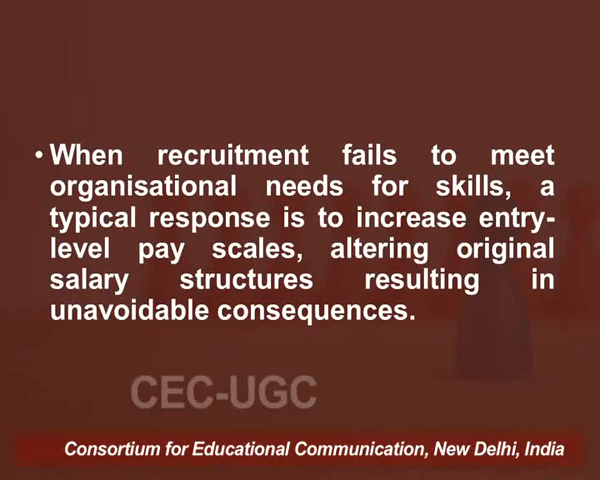 • When recruitment fails to meet
organisational needs for skills, a
typical response is to increase entry-
level pay scales, altering original
salary structures resulting in
unavoidable consequences.
CEC-UGC
Consortium for Educational Communication, New Delhi, India